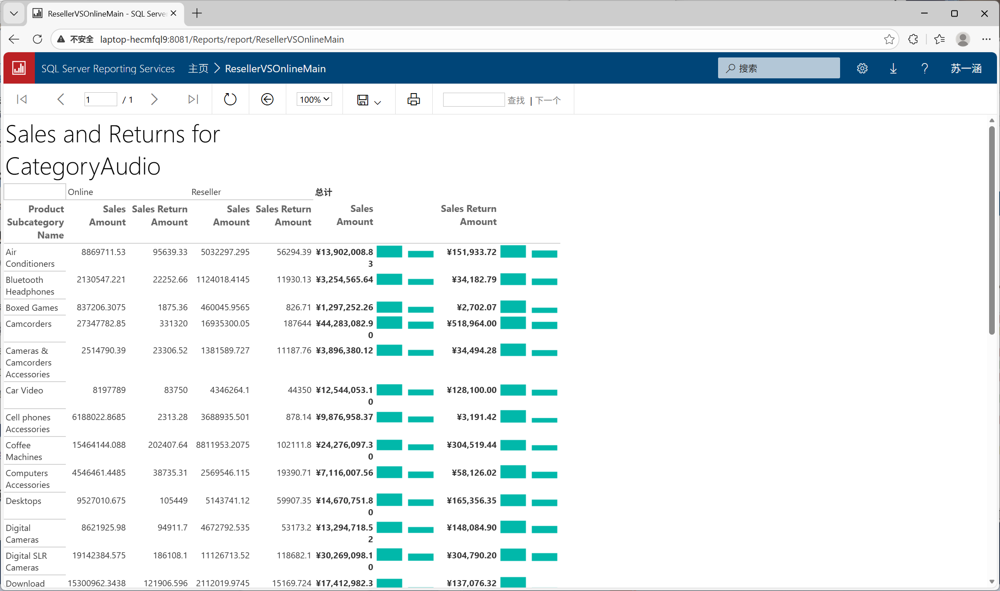 ResellerVSOnlineMain - SQL Serve
不安全 laptop-hecmfql9:8081/Reports/report/ResellerVSOnlineMain
SQL Server Reporting Services 主页 > ResellerVSOnlineMain 搜索 ? 苏一涵
1 / 1 100% 查找 | 下一个
Sales and Returns for
CategoryAudio
Online Reseller 总计
Product Subcategory Name Sales Amount Sales Return Amount Sales Amount Sales Return Amount Sales Amount Sales Return Amount
Air Conditioners 8869711.53 95639.33 5032297.295 56294.39 ¥13,902,008.83 ¥151,933.72
Bluetooth Headphones 2130547.221 22252.66 1124018.4145 11930.13 ¥3,254,565.64 ¥34,182.79
Boxed Games 837206.3075 1875.36 460045.9565 826.71 ¥1,297,252.26 ¥2,702.07
Camcorders 27347782.85 331320 16935300.05 187644 ¥44,283,082.90 ¥518,964.00
Cameras & Camcorders Accessories 2514790.39 23306.52 1381589.727 11187.76 ¥3,896,380.12 ¥34,494.28
Car Video 8197789 83750 4346264.1 44350 ¥12,544,053.10 ¥128,100.00
Cell phones Accessories 6188022.8685 2313.28 3688935.501 878.14 ¥9,876,958.37 ¥3,191.42
Coffee Machines 15464144.088 202407.64 8811953.2075 102111.8 ¥24,276,097.30 ¥304,519.44
Computers Accessories 4546461.4485 38735.31 2569546.115 19390.71 ¥7,116,007.56 ¥58,126.02
Desktops 9527010.675 105449 5143741.12 59907.35 ¥14,670,751.80 ¥165,356.35
Digital Cameras 8621925.98 94911.7 4672792.535 53173.2 ¥13,294,718.52 ¥148,084.90
Digital SLR Cameras 19142384.575 186108.1 11126713.52 118682.1 ¥30,269,098.10 ¥304,790.20
Download 15300962.3438 121906.596 2112019.9745 15169.724 ¥17,412,982.3 ¥137,076.32